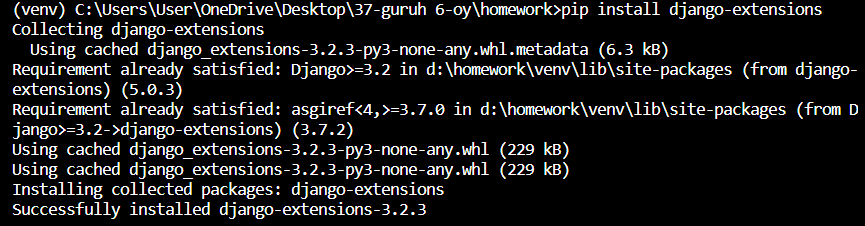 (venv) C:\Users\User\OneDrive\Desktop\37-guruh 6-oy\homework>pip install django-extensions
Collecting django-extensions
  Using cached django_extensions-3.2.3-py3-none-any.whl.metadata (6.3 kB)
Requirement already satisfied: Django>=3.2 in d:\homework\venv\lib\site-packages (from django-
extensions) (5.0.3)
Requirement already satisfied: asgiref<4,>=3.7.0 in d:\homework\venv\lib\site-packages (from D
jango>=3.2->django-extensions) (3.7.2)
Using cached django_extensions-3.2.3-py3-none-any.whl (229 kB)
Using cached django_extensions-3.2.3-py3-none-any.whl (229 kB)
Installing collected packages: django-extensions
Successfully installed django-extensions-3.2.3